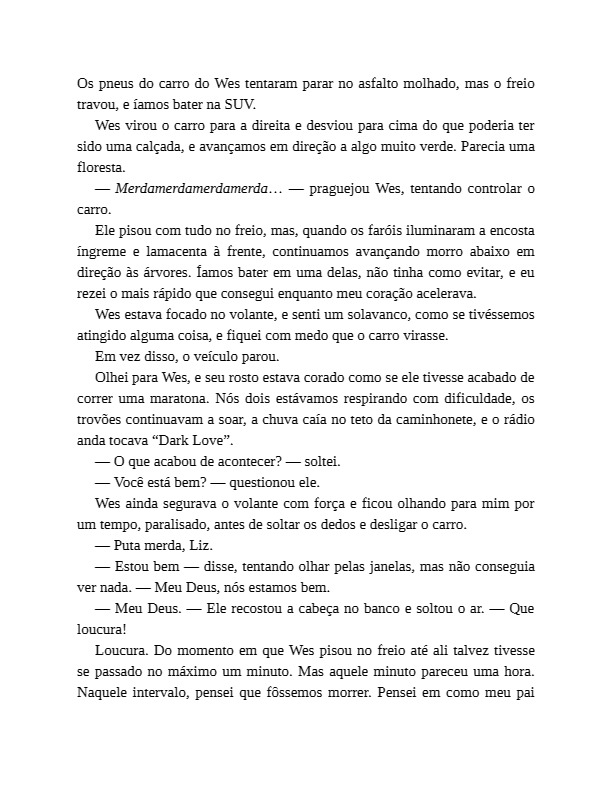 Os pneus do carro do Wes tentaram parar no asfalto molhado, mas o freio
travou, e íamos bater na SUV.
Wes virou o carro para a direita e desviou para cima do que poderia ter
sido uma calçada, e avançamos em direção a algo muito verde. Parecia uma
floresta.
— Merdamerdamerdamerda… — praguejou Wes, tentando controlar o
carro.
Ele pisou com tudo no freio, mas, quando os faróis iluminaram a encosta
íngreme e lamacenta à frente, continuamos avançando morro abaixo em
direção às árvores. Íamos bater em uma delas, não tinha como evitar, e eu
rezei o mais rápido que consegui enquanto meu coração acelerava.
Wes estava focado no volante, e senti um solavanco, como se tivéssemos
atingido alguma coisa, e fiquei com medo que o carro virasse.
Em vez disso, o veículo parou.
Olhei para Wes, e seu rosto estava corado como se ele tivesse acabado de
correr uma maratona. Nós dois estávamos respirando com dificuldade, os
trovões continuavam a soar, a chuva caía no teto da caminhonete, e o rádio
anda tocava “Dark Love”.
— O que acabou de acontecer? — soltei.
— Você está bem? — questionou ele.
Wes ainda segurava o volante com força e ficou olhando para mim por
um tempo, paralisado, antes de soltar os dedos e desligar o carro.
— Puta merda, Liz.
— Estou bem — disse, tentando olhar pelas janelas, mas não conseguia
ver nada. — Meu Deus, nós estamos bem.
— Meu Deus. — Ele recostou a cabeça no banco e soltou o ar. — Que
loucura!
Loucura. Do momento em que Wes pisou no freio até ali talvez tivesse
se passado no máximo um minuto. Mas aquele minuto pareceu uma hora.
Naquele intervalo, pensei que fôssemos morrer. Pensei em como meu pai